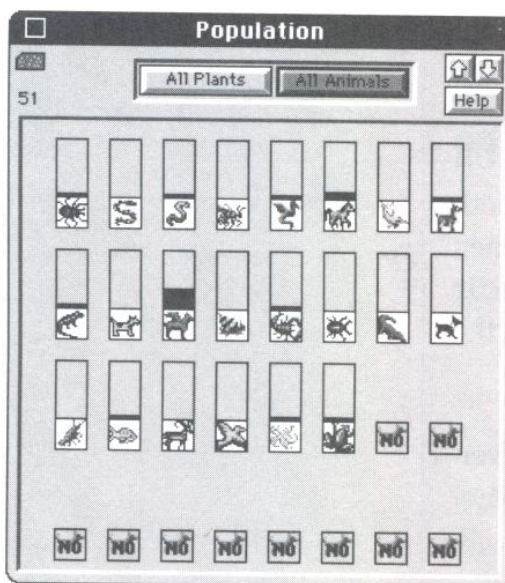 Population
All Plants All Animals
51
Help
NO NO
NO NO NO NO NO NO NO NO